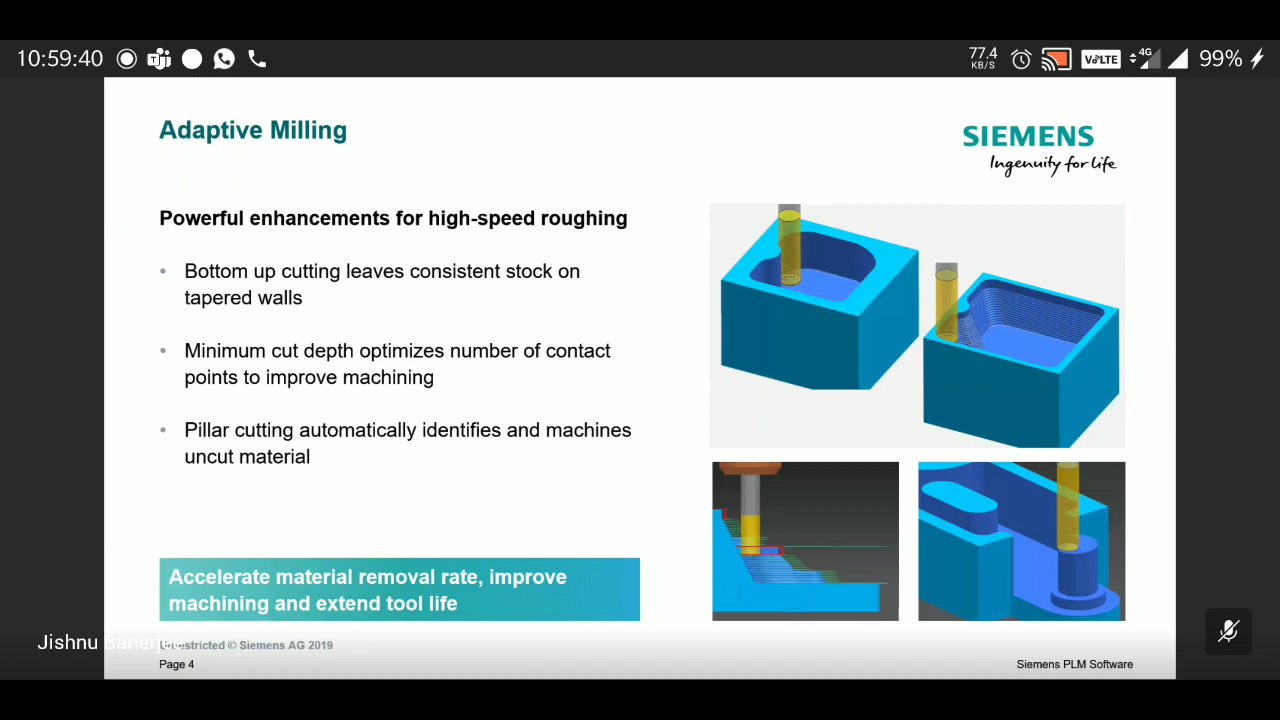 10:59:40
77.4
KB/S
VoLTE
4G
99%
Adaptive Milling
SIEMENS
Ingenuity for life
Powerful enhancements for high-speed roughing
• Bottom up cutting leaves consistent stock on
tapered walls
• Minimum cut depth optimizes number of contact
points to improve machining
• Pillar cutting automatically identifies and machines
uncut material
Accelerate material removal rate, improve
machining and extend tool life
Jishnu Banerjee
Unrestricted © Siemens AG 2019
Page 4
Siemens PLM Software